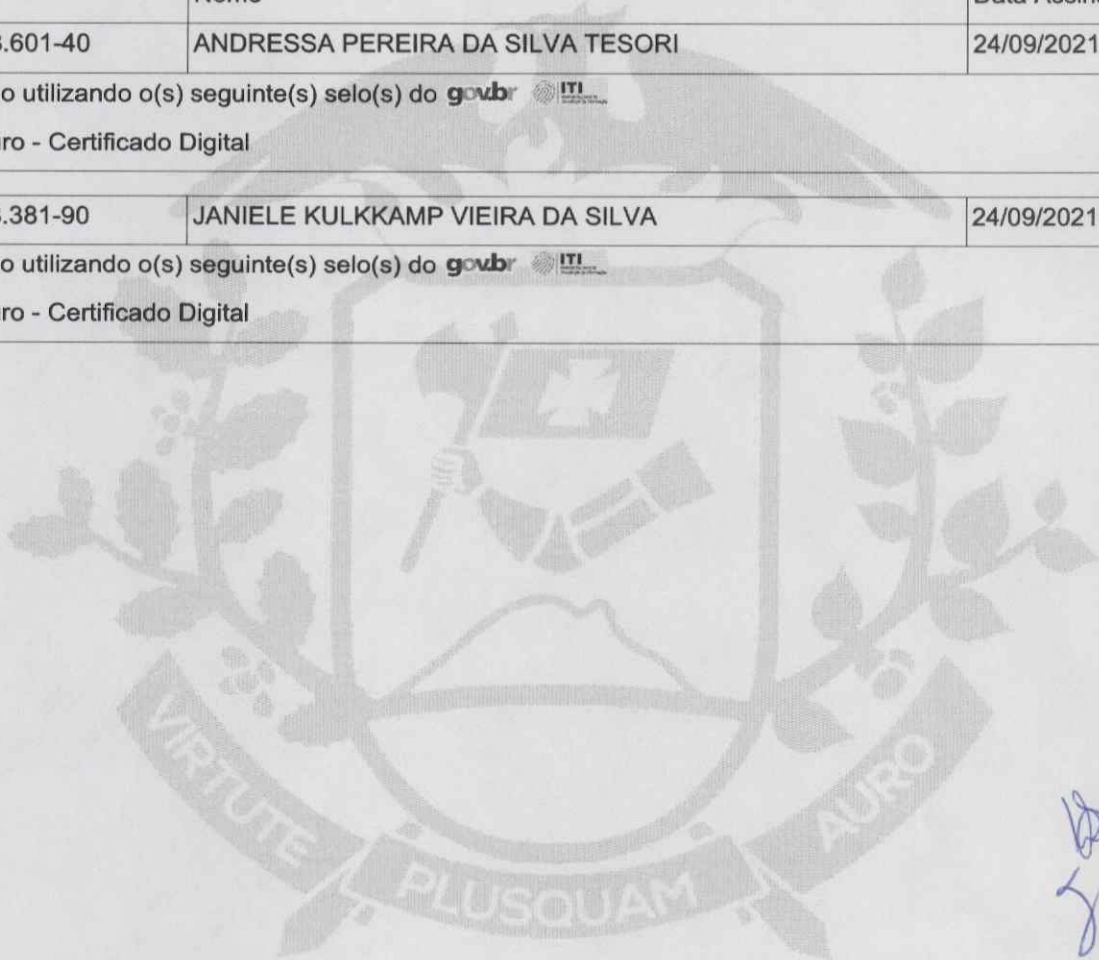 Nome
.601-40 ANDRESSA PEREIRA DA SILVA TESORI 24/09/2021
o utilizando o(s) seguinte(s) selo(s) do gov.br ITI
ro - Certificado Digital
.381-90 JANIELE KULKKAMP VIEIRA DA SILVA 24/09/2021
o utilizando o(s) seguinte(s) selo(s) do gov.br ITI
ro - Certificado Digital
VIRTUTE PLUSQUAM AURO